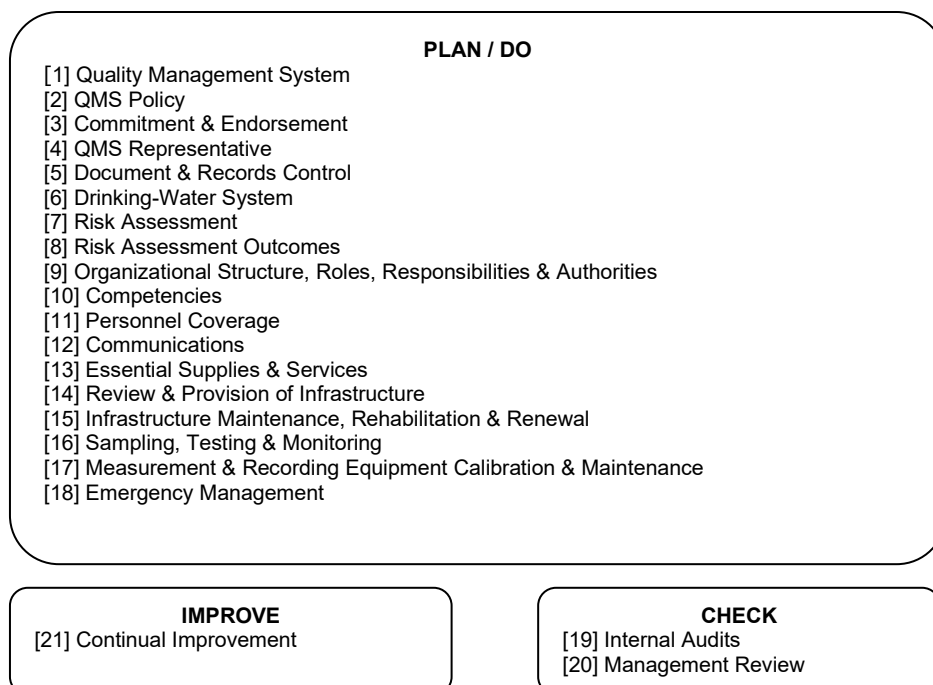 PLAN / DO
[1] Quality Management System
[2] QMS Policy
[3] Commitment & Endorsement
[4] QMS Representative
[5] Document & Records Control
[6] Drinking-Water System
[7] Risk Assessment
[8] Risk Assessment Outcomes
[9] Organizational Structure, Roles, Responsibilities & Authorities
[10] Competencies
[11] Personnel Coverage
[12] Communications
[13] Essential Supplies & Services
[14] Review & Provision of Infrastructure
[15] Infrastructure Maintenance, Rehabilitation & Renewal
[16] Sampling, Testing & Monitoring
[17] Measurement & Recording Equipment Calibration & Maintenance
[18] Emergency Management
IMPROVE
[21] Continual Improvement
CHECK
[19] Internal Audits
[20] Management Review